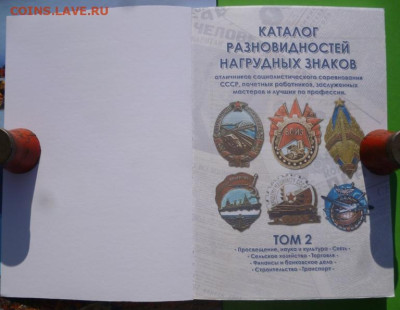 COINS.LAVE.RU
КАТАЛОГ
РАЗНОВИДНОСТЕЙ
НАГРУДНЫХ ЗНАКОВ
отличников социалистического соревнования
СССР, почетных работников, заслуженных
мастеров и лучших по профессии.
ТОМ 2
- Просвещение, наука и культура - Связь -
- Сельское хозяйство - Торговля -
- Финансы и банковское дело -
- Строительство - Транспорт -